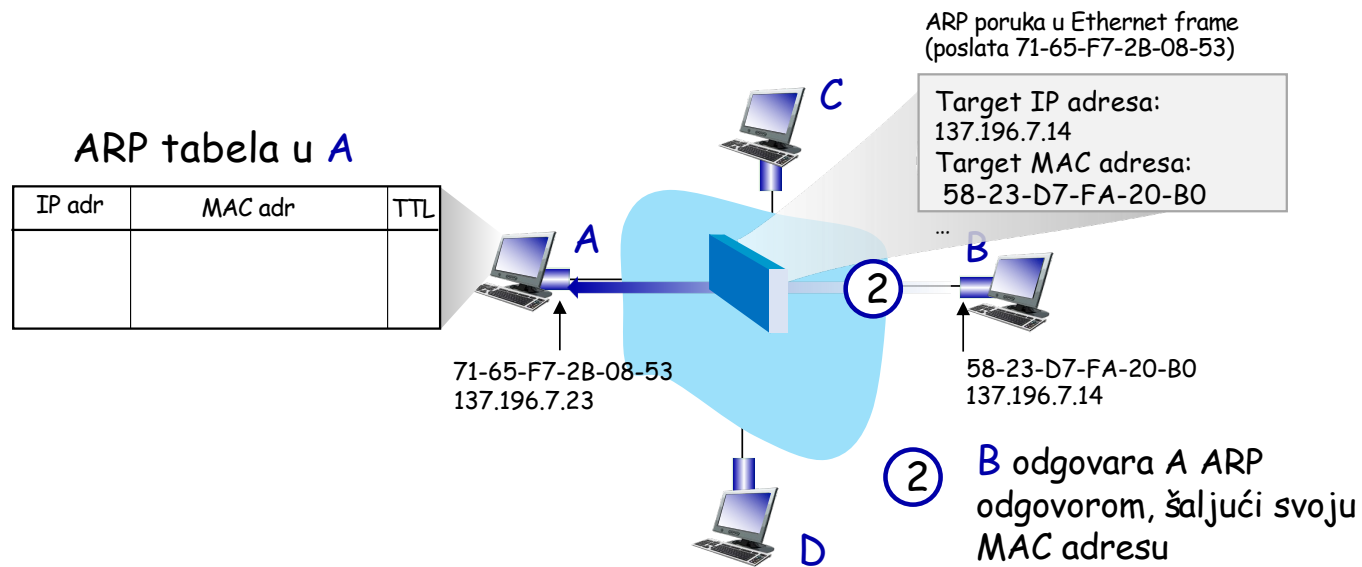 ARP poruka u Ethernet frame
(poslata 71-65-F7-2B-08-53)
Target IP adresa:
137.196.7.14
Target MAC adresa:
58-23-D7-FA-20-B0
...
C
ARP tabela u A
IP adr MAC adr TTL
A
B
2
71-65-F7-2B-08-53
137.196.7.23
58-23-D7-FA-20-B0
137.196.7.14
D
2
B odgovara A ARP
odgovorom, šaljući svoju
MAC adresu